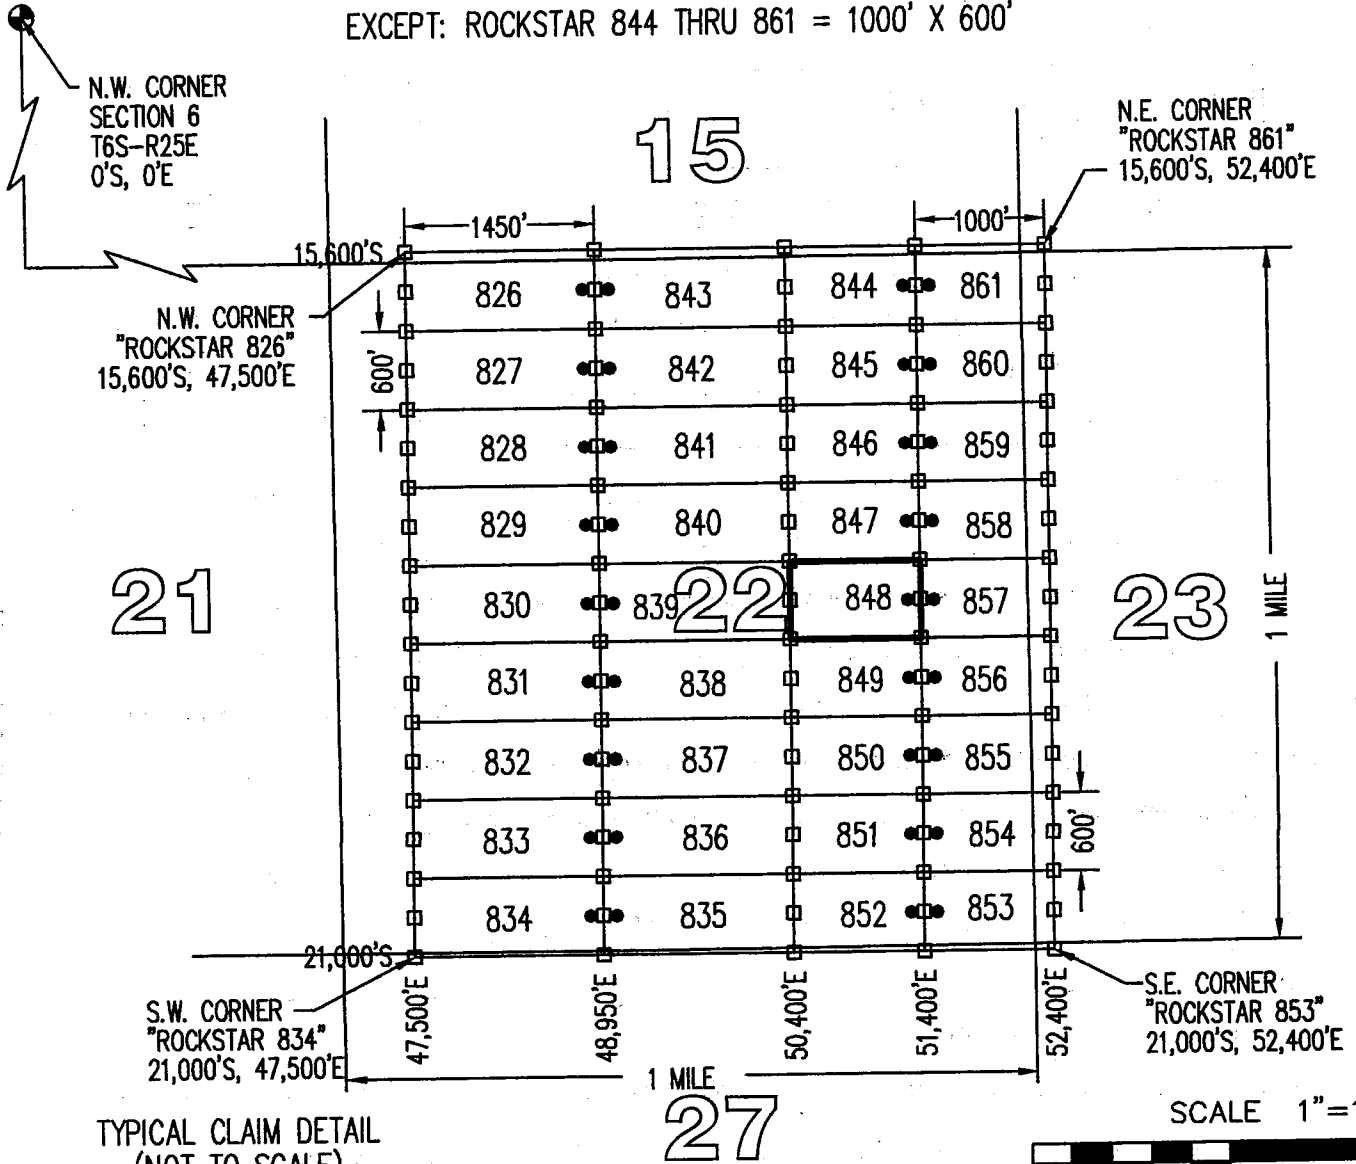 EXCEPT: ROCKSTAR 844 THRU 861 = 1000' X 600'
N.W. CORNER
SECTION 6
T6S-R25E
0'S, 0'E
15
N.E. CORNER
"ROCKSTAR 861"
15,600'S, 52,400'E
1450'
1000'
15,600'S
N.W. CORNER
"ROCKSTAR 826"
15,600'S, 47,500'E
600'
826 843 844 861
827 842 845 860
828 841 846 859
829 840 847 858
830 839 848 857
831 838 849 856
832 837 850 855
833 836 851 854
834 835 852 853
21
22
23
1 MILE
600'
21,000'S
S.W. CORNER
"ROCKSTAR 834"
21,000'S, 47,500'E
47,500'E
48,950'E
50,400'E
51,400'E
52,400'E
S.E. CORNER
"ROCKSTAR 853"
21,000'S, 52,400'E
1 MILE
27
TYPICAL CLAIM DETAIL
(NOT TO SCALE)
SCALE 1"=